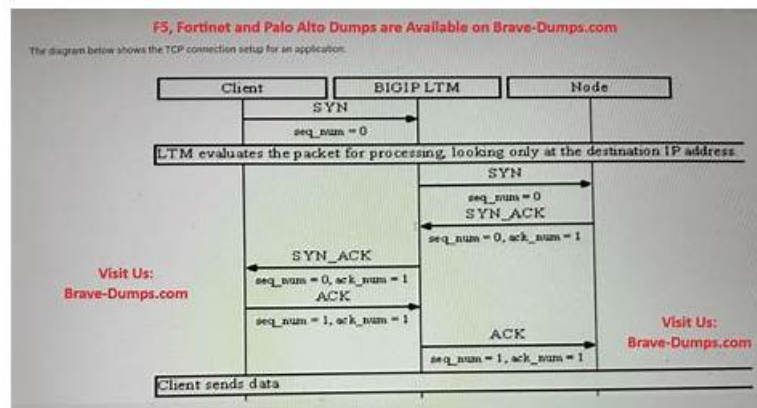 F5, Fortinet and Palo Alto Dumps are Available on Brave-Dumps.com
The diagram below shows the TCP connection setup for an application.
Client
BIGIP LTM
Node
SYN
seq_num = 0
LTM evaluates the packet for processing, looking only at the destination IP address.
SYN
seq_num = 0
SYN_ACK
seq_num = 0, ack_num = 1
SYN_ACK
seq_num = 0, ack_num = 1
Visit Us:
Brave-Dumps.com
ACK
seq_num = 1, ack_num = 1
ACK
seq_num = 1, ack_num = 1
Visit Us:
Brave-Dumps.com
Client sends data